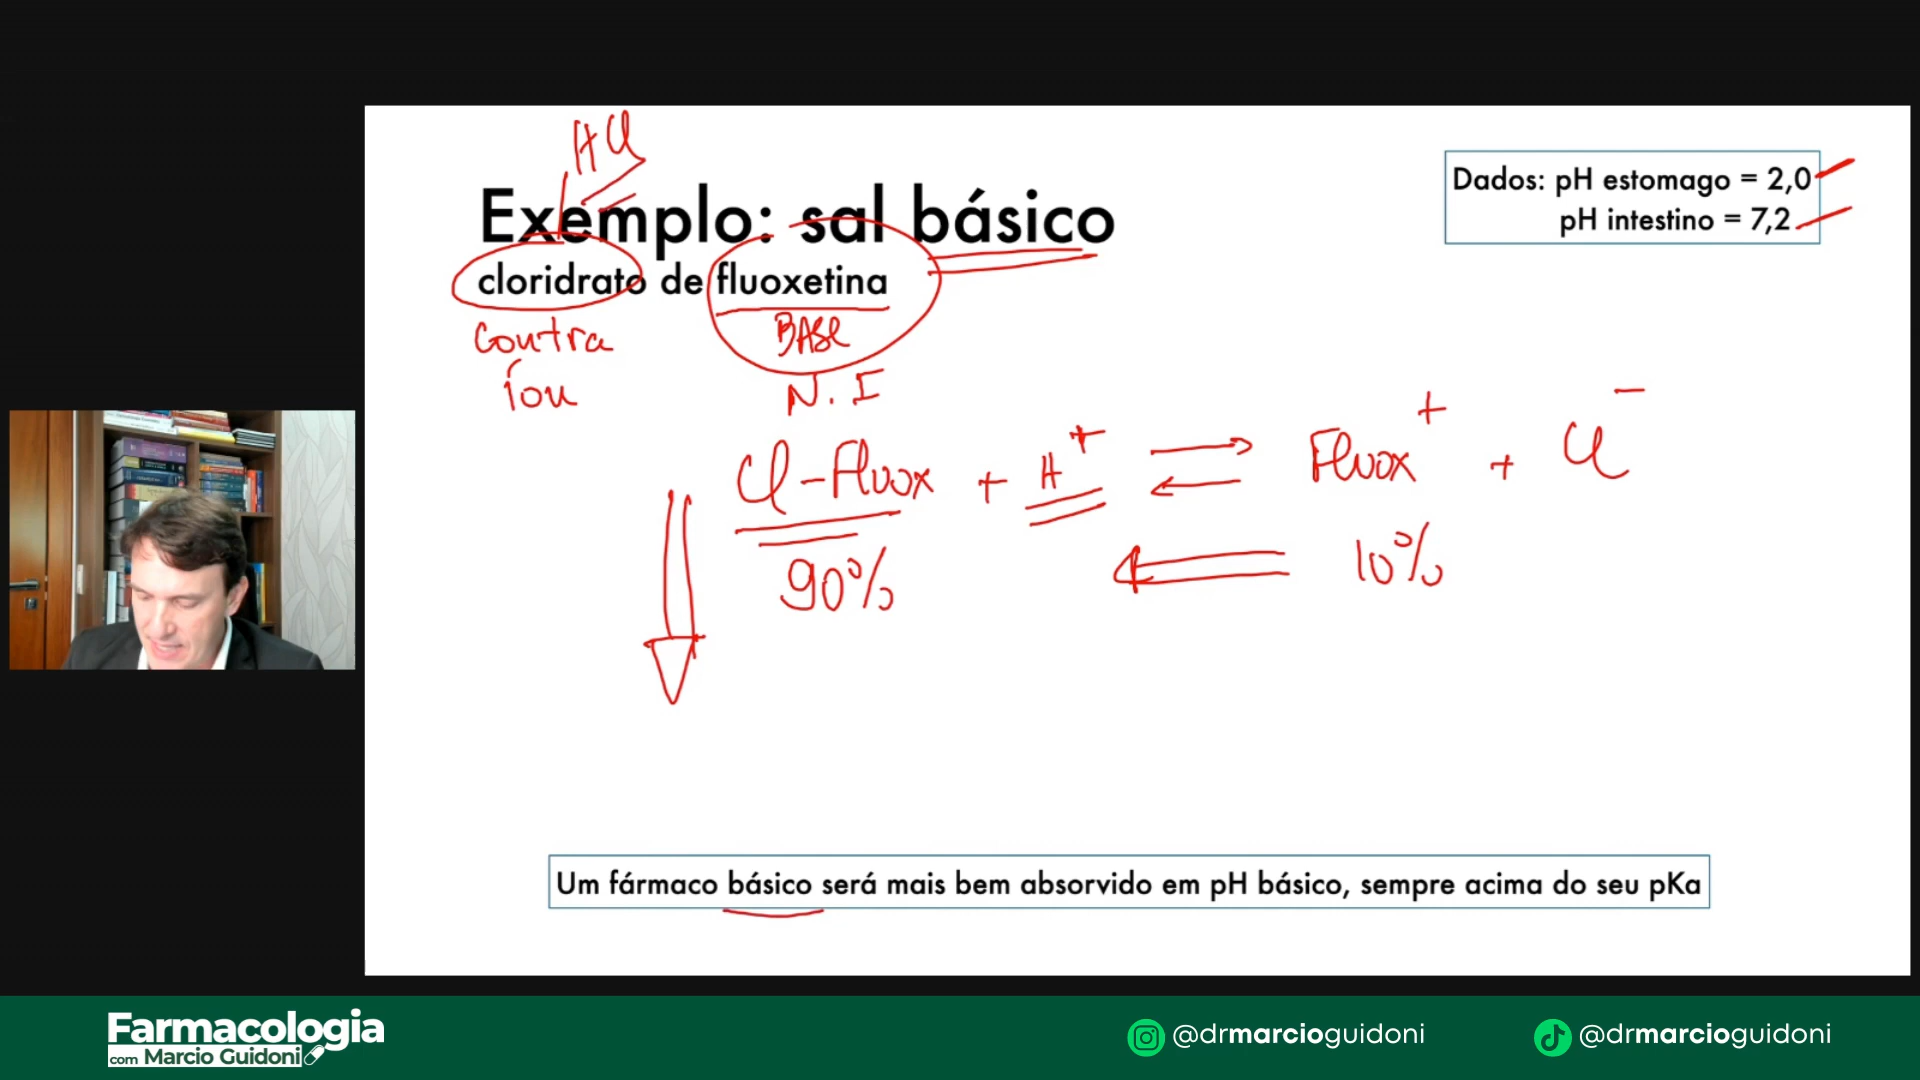 HCl
Exemplo: sal básico
cloridrato de fluoxetina
Contra
íon
BASE
N. I
Dados: pH estomago = 2,0
pH intestino = 7,2
Cl-Fluox + H+ ⇌ Fluox+ + Cl-
90%
10%
Um fármaco básico será mais bem absorvido em pH básico, sempre acima do seu pKa
Farmacologia
com Marcio Guidoni
@drmarcioguidoni
@drmarcioguidoni